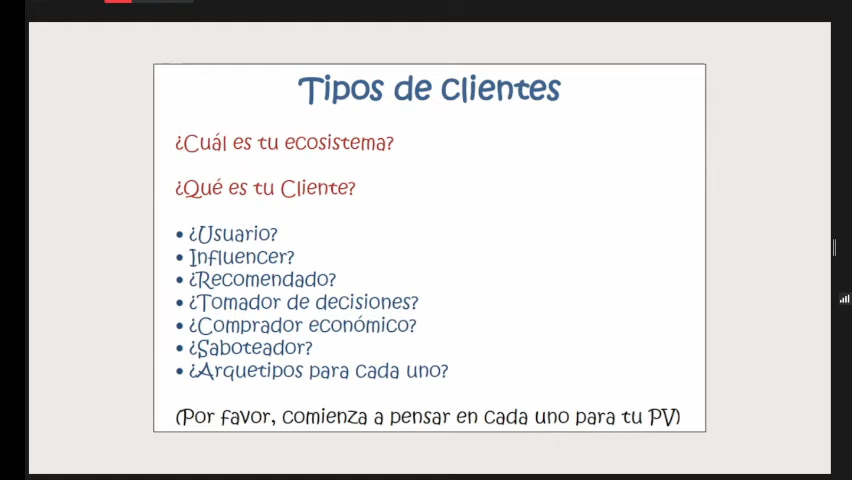 Tipos de clientes
¿Cuál es tu ecosistema?
¿Qué es tu Cliente?
• ¿Usuario?
• Influencer?
• ¿Recomendado?
• ¿Tomador de decisiones?
• ¿Comprador económico?
• ¿Saboteador?
• ¿Arquetipos para cada uno?
(Por favor, comienza a pensar en cada uno para tu PV)